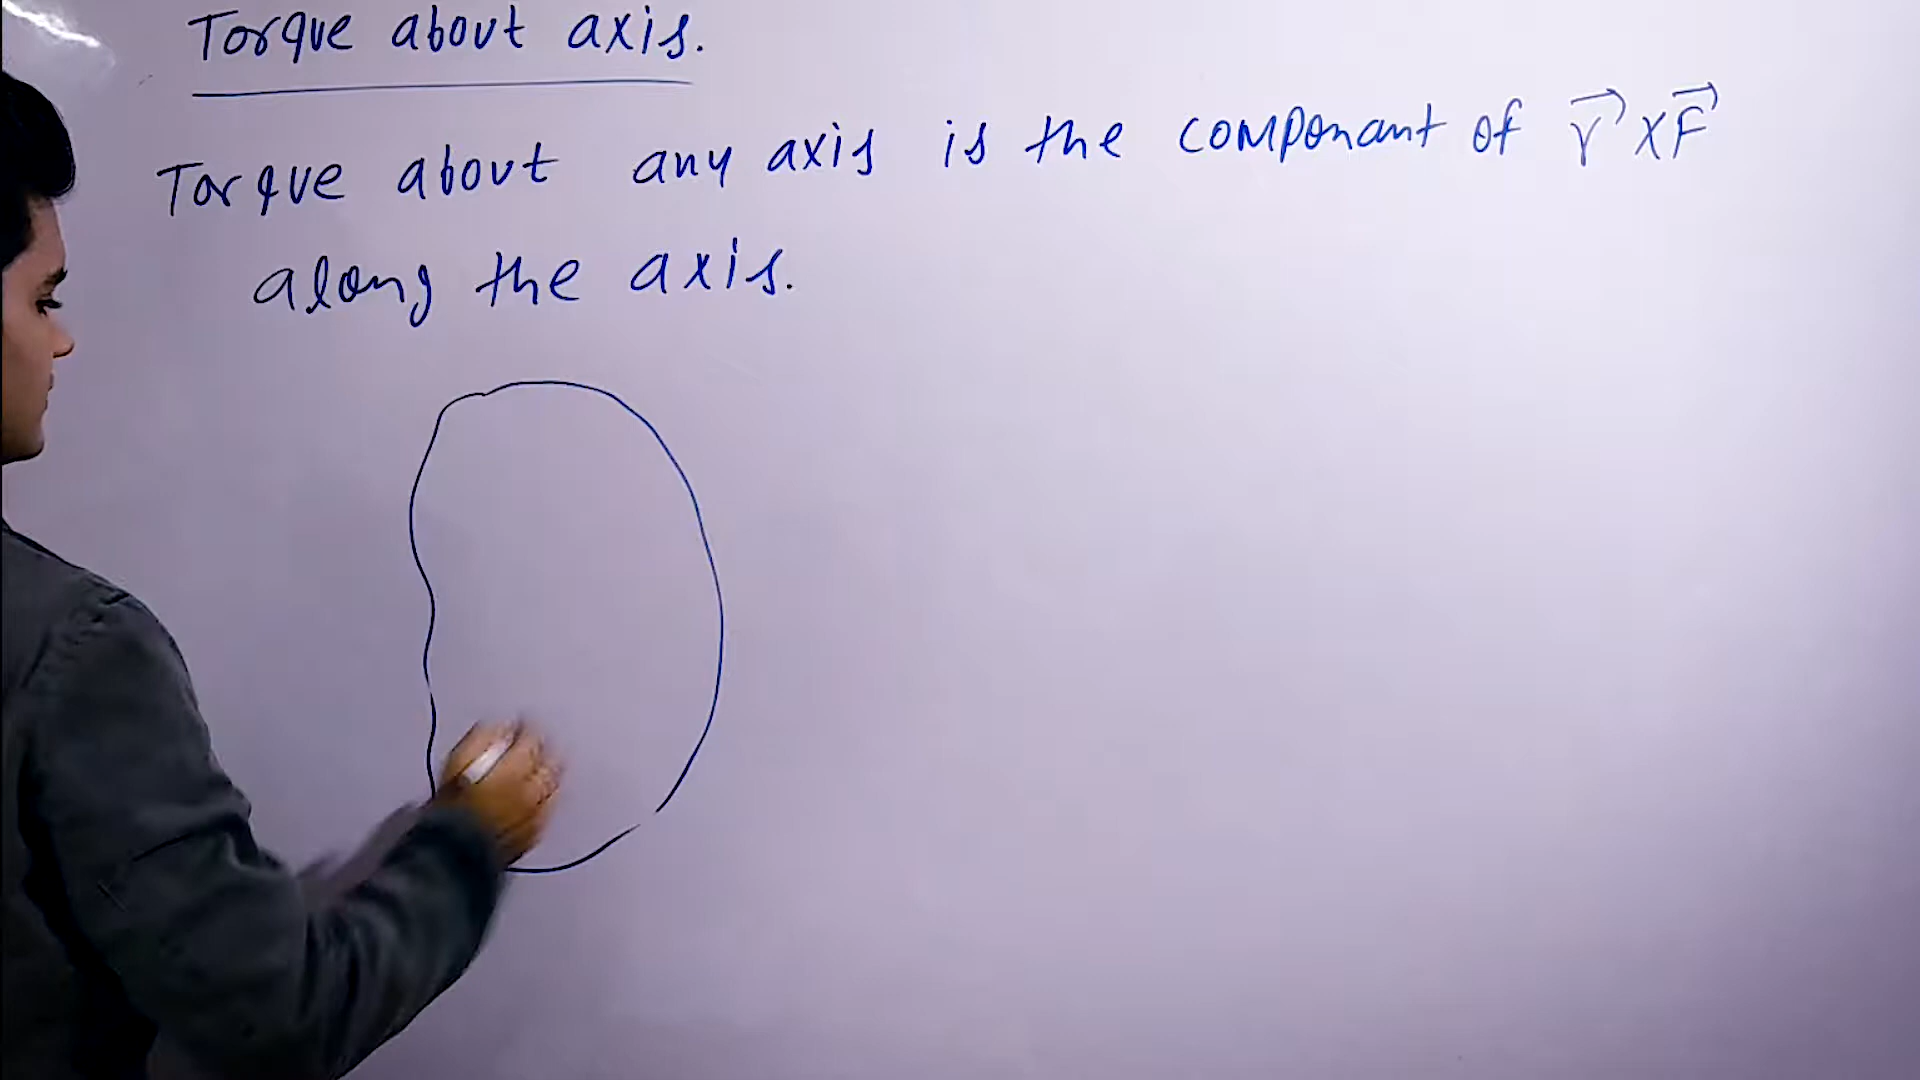 Torque about axis.
Torque about any axis is the componant of r⃗ x F⃗
along the axis.